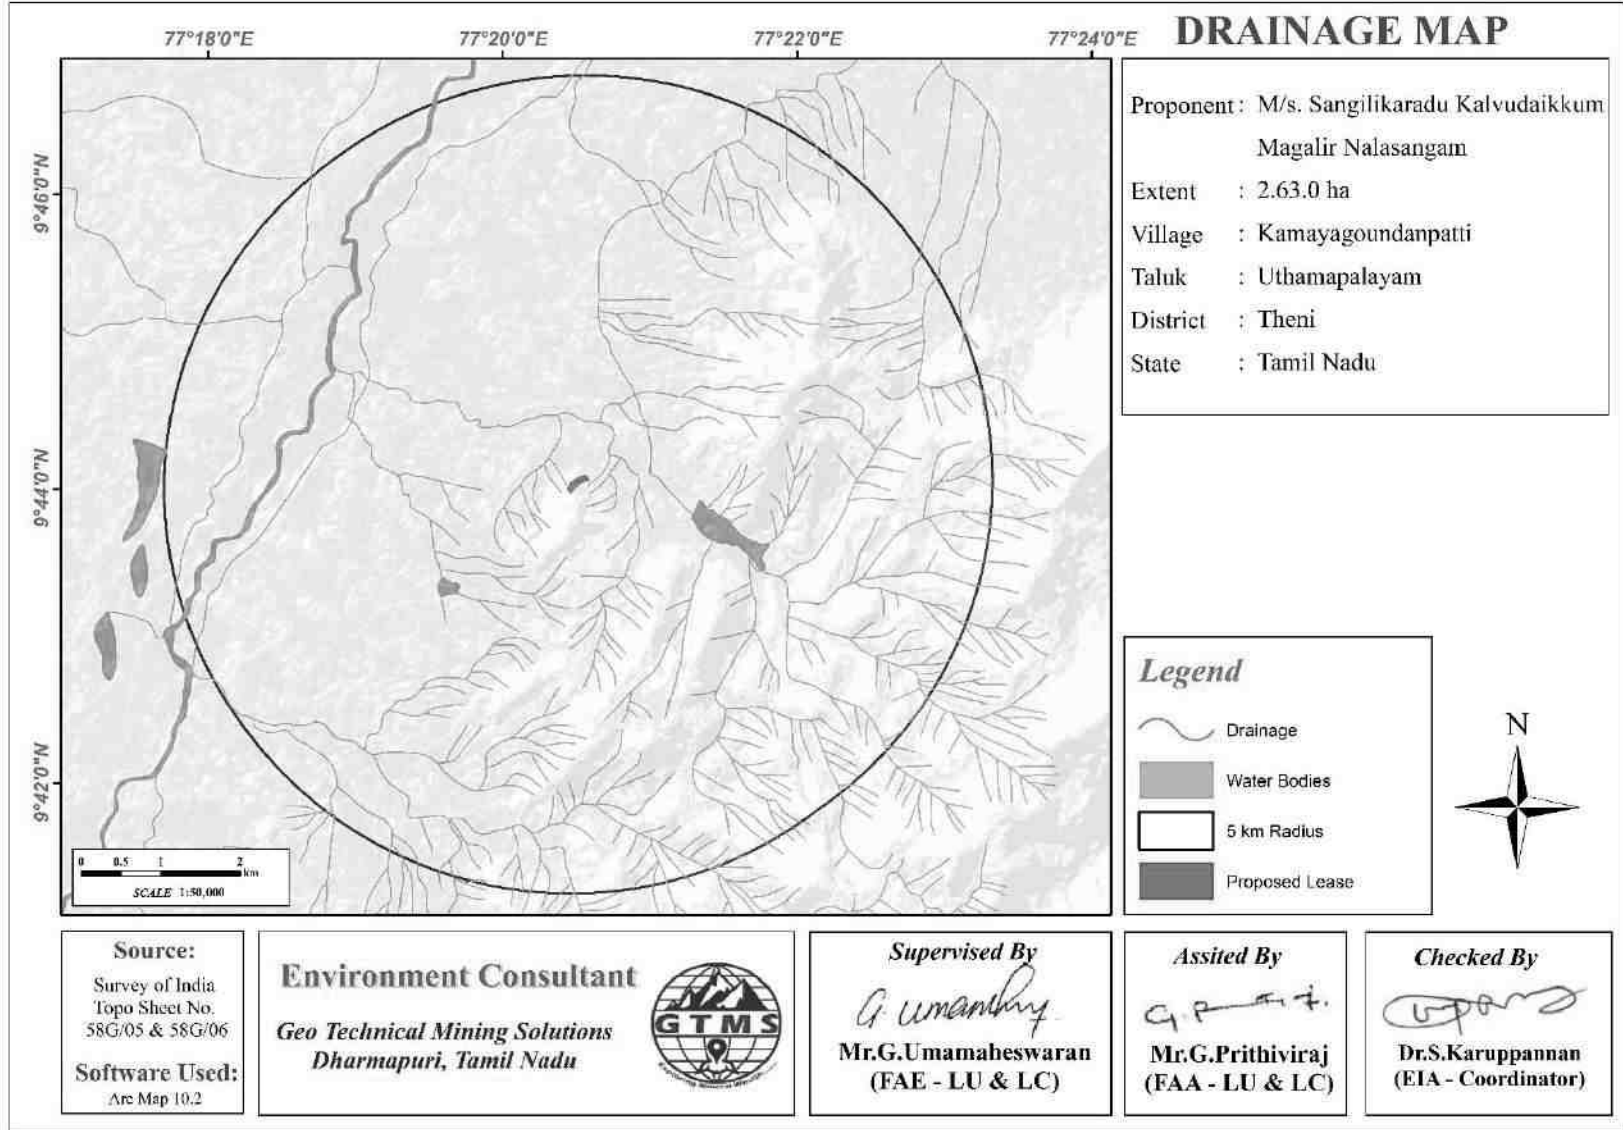 77°18'0"E 77°20'0"E 77°22'0"E 77°24'0"E
DRAINAGE MAP
9°46'0"N
9°44'0"N
9°42'0"N
Proponent : M/s. Sangilikaradu Kalvudaikkum
Magalir Nalasangam
Extent : 2.63.0 ha
Village : Kamayagoundanpatti
Taluk : Uthamapalayam
District : Theni
State : Tamil Nadu
Legend
Drainage
Water Bodies
5 km Radius
Proposed Lease
N
0 0.5 1 2
km
SCALE 1:50,000
Source:
Survey of India
Topo Sheet No.
58G/05 & 58G/06
Software Used:
Arc Map 10.2
Environment Consultant
Geo Technical Mining Solutions
Dharmapuri, Tamil Nadu
GTMS
Supervised By
Mr.G.Umamaheswaran
(FAE - LU & LC)
Assited By
Mr.G.Prithiviraj
(FAA - LU & LC)
Checked By
Dr.S.Karuppannan
(EIA - Coordinator)